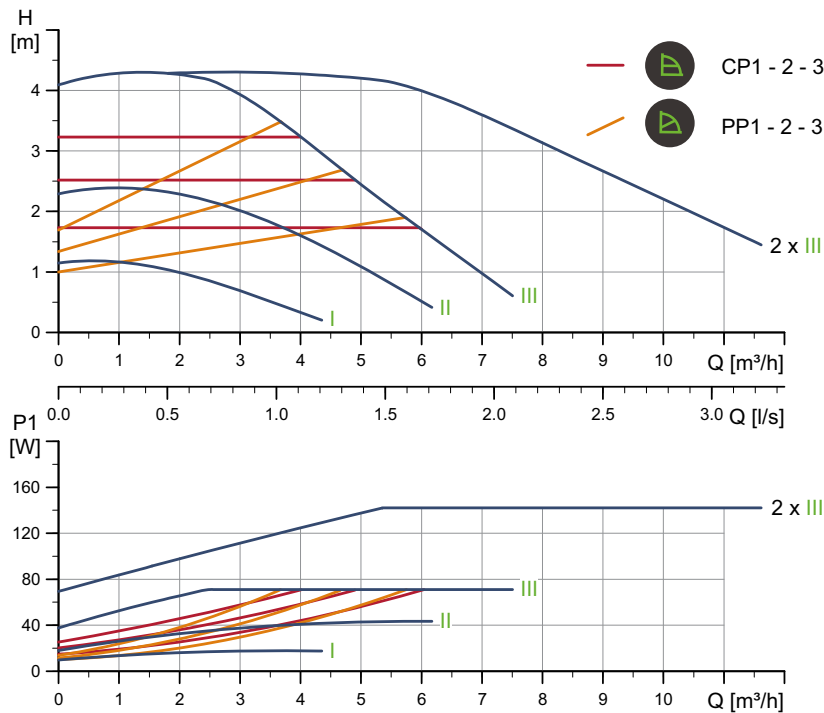 H
[m]
CP1 - 2 - 3
4
PP1 - 2 - 3
3
2
2 x III
1
III
II
I
0
0 1 2 3 4 5 6 7 8 9 10 Q [m³/h]
0.0 0.5 1.0 1.5 2.0 2.5 3.0 Q [l/s]
P1
[W]
160
2 x III
120
80
III
40
II
I
0
0 1 2 3 4 5 6 7 8 9 10 Q [m³/h]